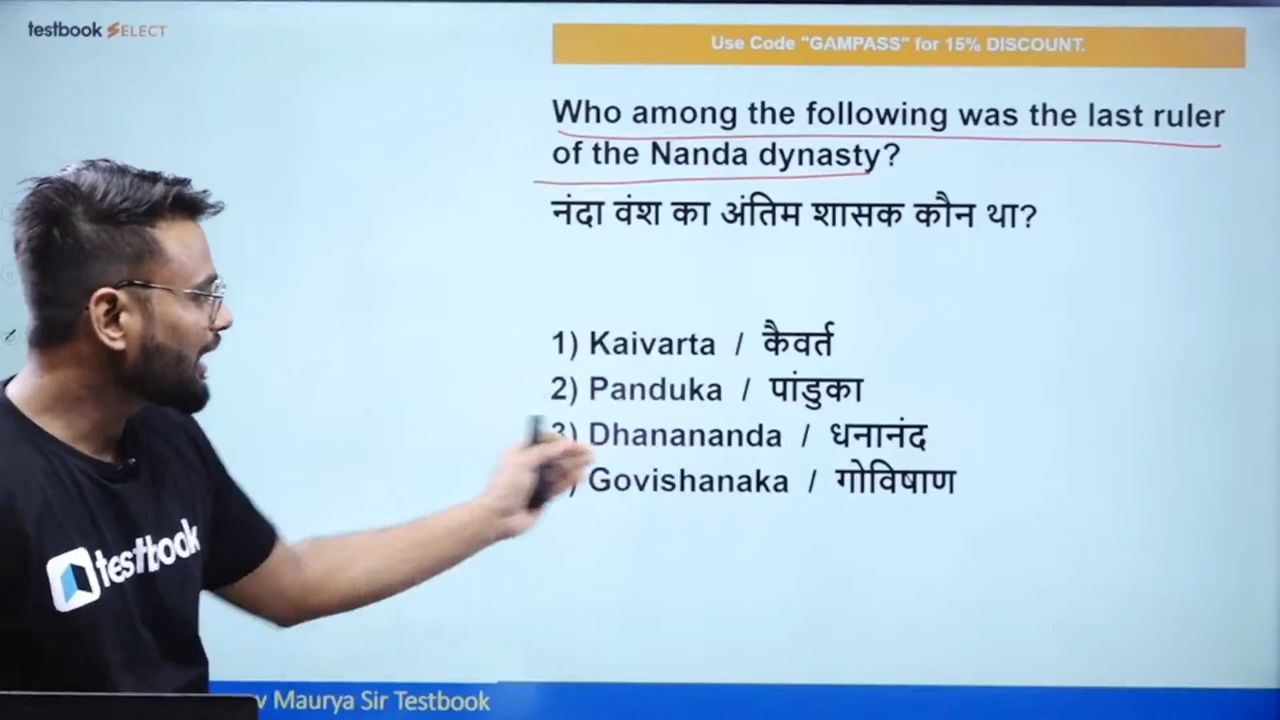 testbook SELECT
Use Code "GAMPASS" for 15% DISCOUNT.
Who among the following was the last ruler
of the Nanda dynasty?
नंदा वंश का अंतिम शासक कौन था?
1) Kaivarta / कैवर्त
2) Panduka / पांडुका
3) Dhanananda / धनानंद
) Govishanaka / गोविषाण
testbook
v Maurya Sir Testbook